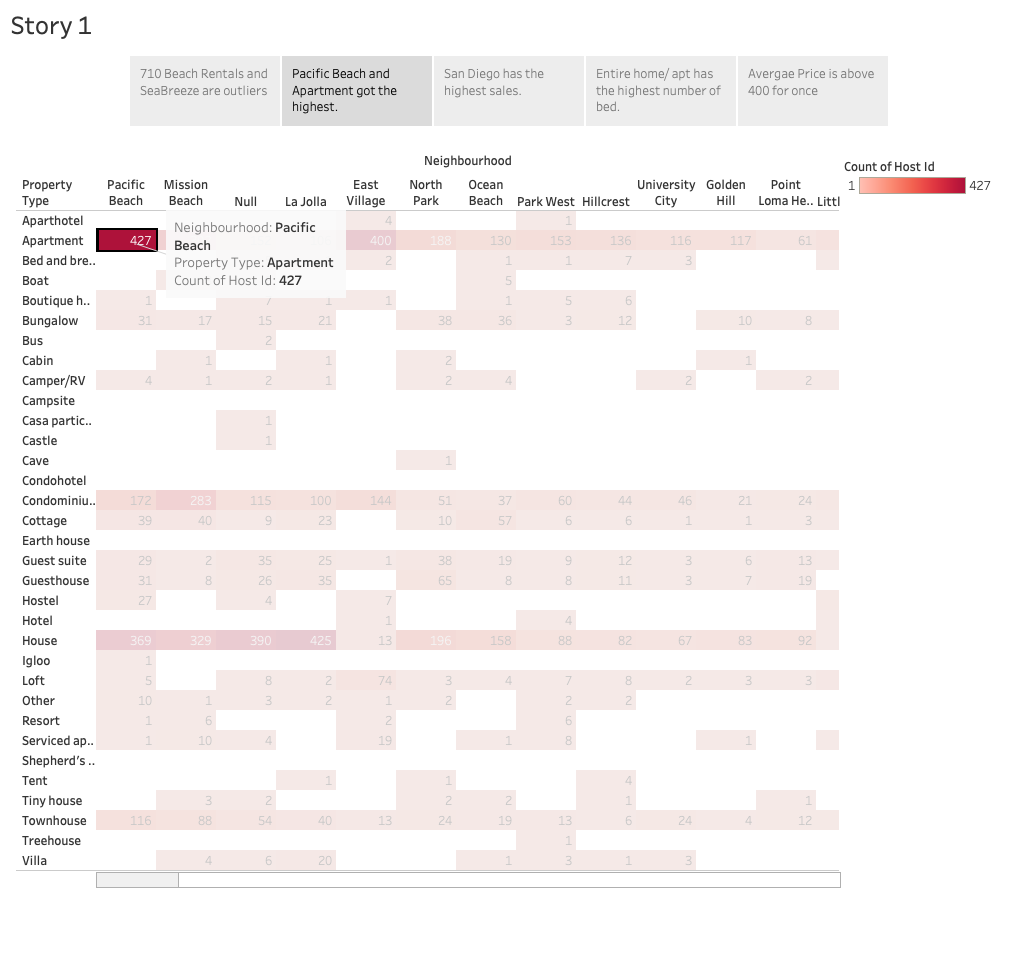 Story 1
710 Beach Rentals and
SeaBreeze are outliers
Pacific Beach and
Apartment got the
highest.
San Diego has the
highest sales.
Entire home/ apt has
the highest number of
bed.
Avergae Price is above
400 for once
Neighbourhood
Property Type Pacific Beach Mission Beach Null La Jolla East Village North Park Ocean Beach Park West Hillcrest University City Golden Hill Point Loma He.. Littl
Count of Host Id
1 427
Aparthotel 4 1
Apartment 427 400 188 130 153 136 116 117 61
Neighbourhood: Pacific
Beach
Property Type: Apartment
Count of Host Id: 427
Bed and bre.. 2 1 1 7 3
Boat 5
Boutique h.. 1 7 1 1 1 5 6
Bungalow 31 17 15 21 38 36 3 12 10 8
Bus 2
Cabin 1 1 2 1
Camper/RV 4 1 2 1 2 4 2 2
Campsite
Casa partic.. 1
Castle 1
Cave 1
Condohotel
Condominiu.. 172 283 115 100 144 51 37 60 44 46 21 24
Cottage 39 40 9 23 10 57 6 6 1 1 3
Earth house
Guest suite 29 2 35 25 1 38 19 9 12 3 6 13
Guesthouse 31 8 26 35 65 8 8 11 3 7 19
Hostel 27 4 7
Hotel 1 4
House 369 329 390 425 13 196 158 88 82 67 83 92
Igloo 1
Loft 5 8 2 74 3 4 7 8 2 3 3
Other 10 1 3 2 1 2 2 2
Resort 1 6 2 6
Serviced ap.. 1 10 4 19 1 8 1
Shepherd's ..
Tent 1 1 4
Tiny house 3 2 2 2 1 1
Townhouse 116 88 54 40 13 24 19 13 6 24 4 12
Treehouse 1
Villa 4 6 20 1 3 1 3